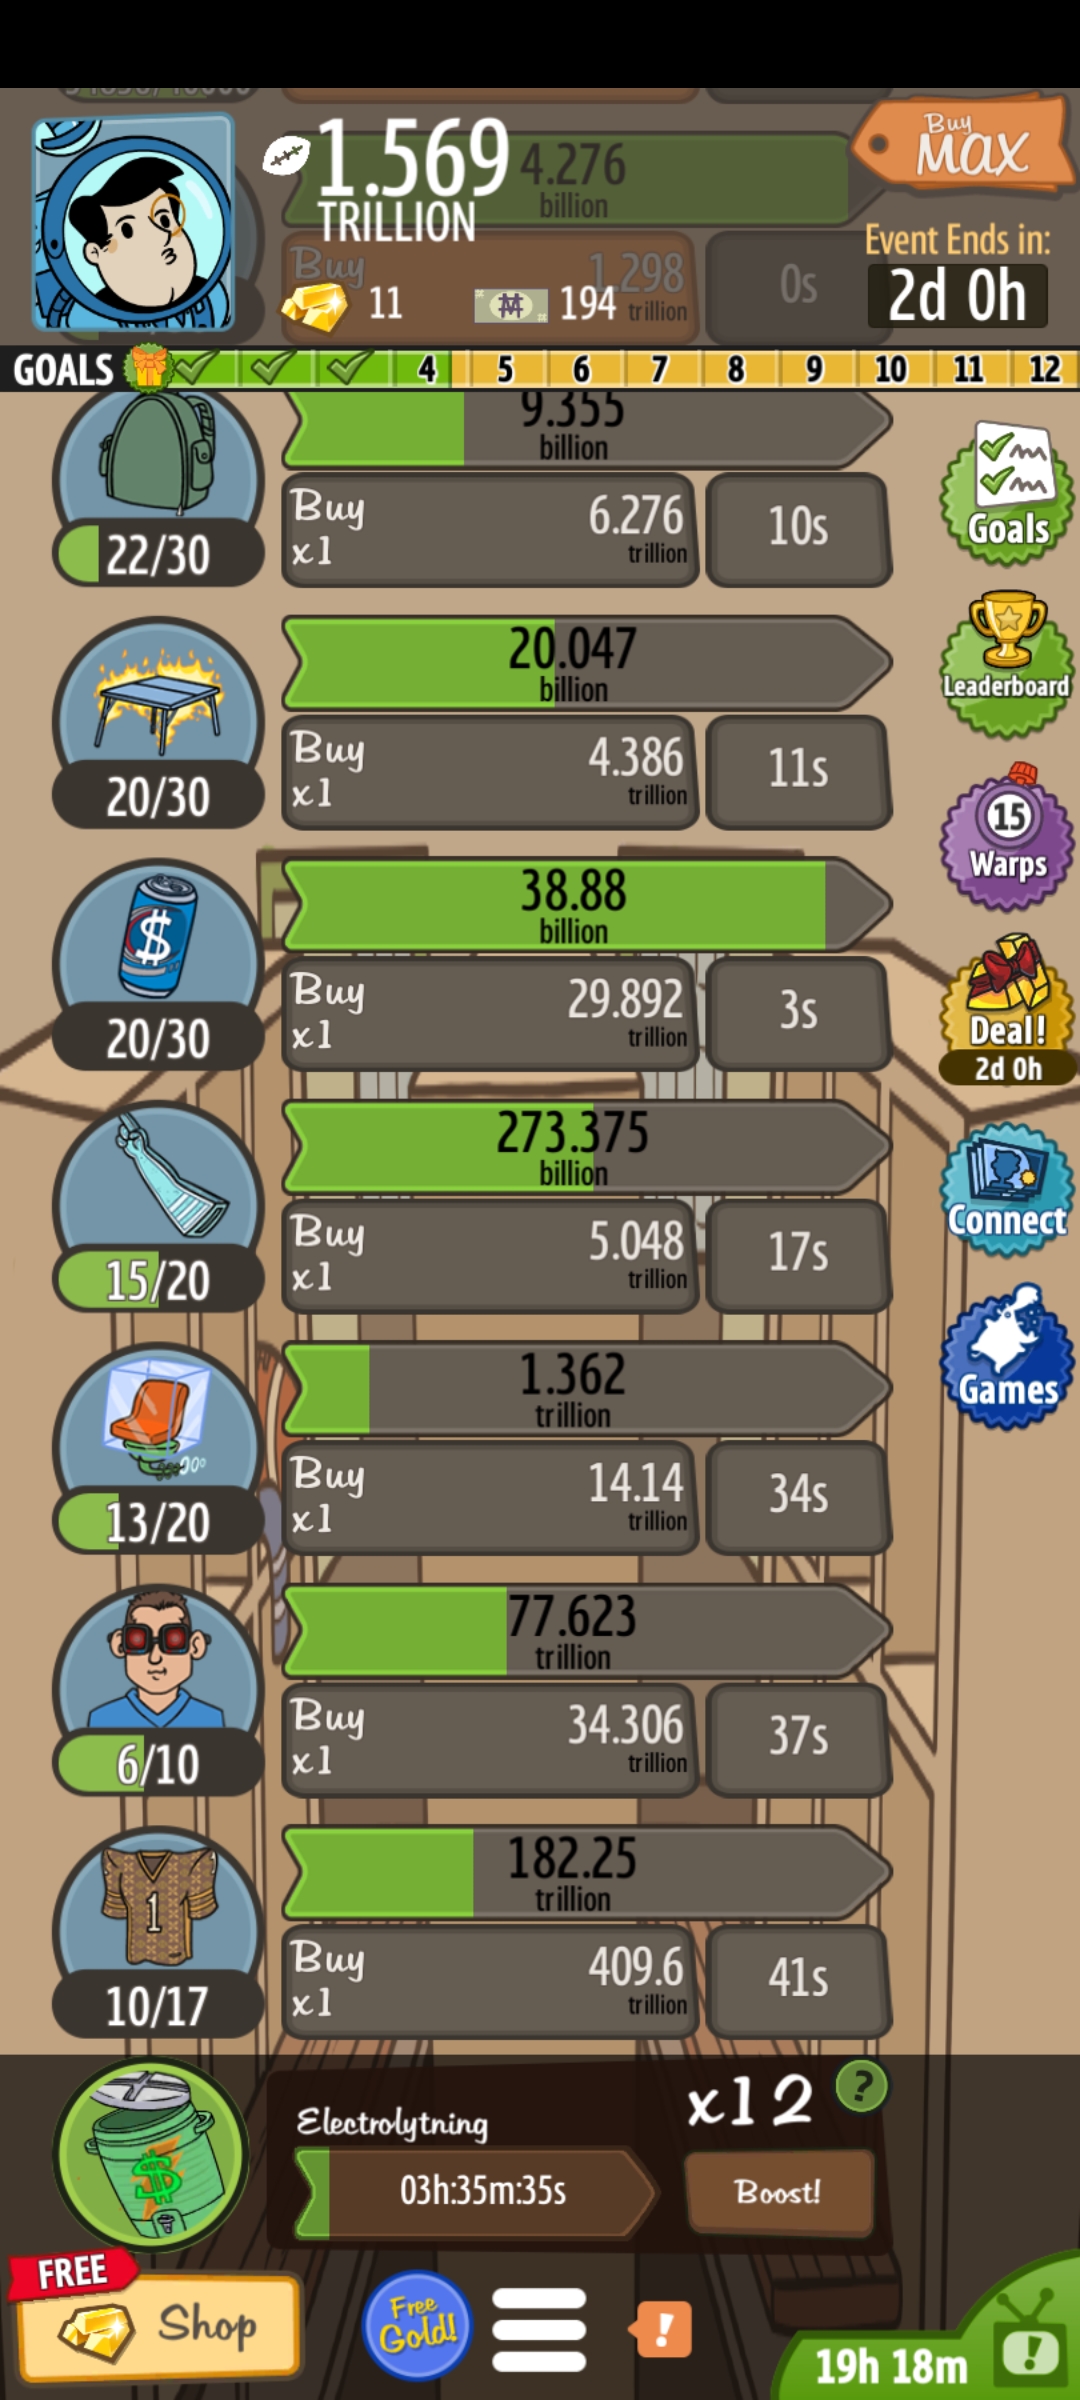 1.569
TRILLION
4.276
billion
Buy
MAX
Buy
1.298
trillion
0s
11
194
Event Ends in:
2d 0h
GOALS
4 5 6 7 8 9 10 11 12
9.355
billion
22/30
Buy
x1
6.276
trillion
10s
Goals
20.047
billion
20/30
Buy
x1
4.386
trillion
11s
Leaderboard
38.88
billion
20/30
Buy
x1
29.892
trillion
3s
15
Warps
Deal!
2d 0h
$
273.375
billion
15/20
Buy
x1
5.048
trillion
17s
Connect
1.362
trillion
13/20
Buy
x1
14.14
trillion
34s
Games
77.623
trillion
6/10
Buy
x1
34.306
trillion
37s
1
182.25
trillion
10/17
Buy
x1
409.6
trillion
41s
$
Electrolytning
03h:35m:35s
x12
?
Boost!
FREE
Shop
Free
Gold!
!
19h 18m
!